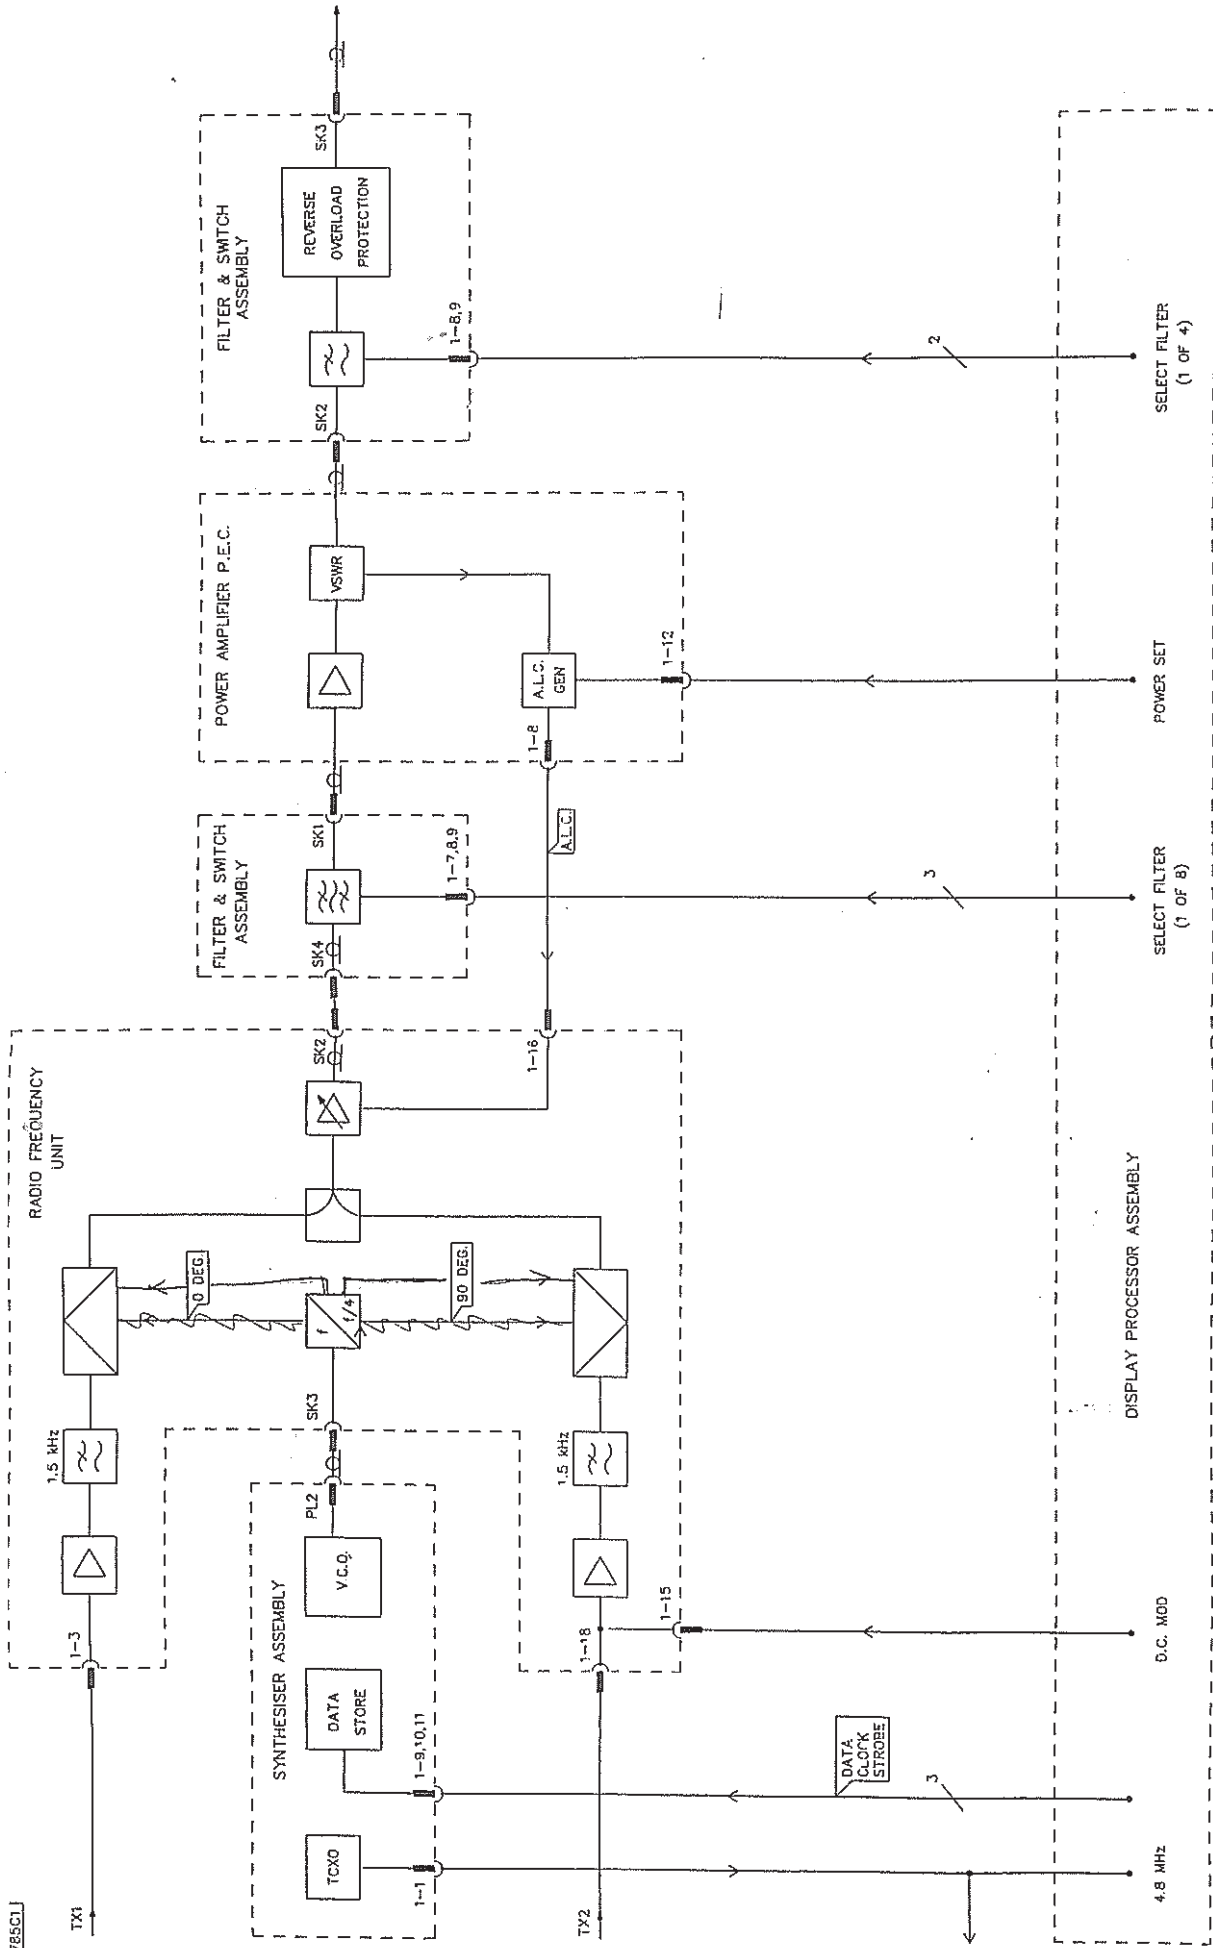 785C1
TX1
1-3
1.5 kHz
RADIO FREQUENCY
UNIT
0 DEG.
f
f/4
90 DEG.
SK3
SK2
1-16
SYNTHESISER ASSEMBLY
TCXO
1-1
DATA
STORE
1-9,10,11
V.C.O.
PL2
TX2
1-18
1-15
1.5 kHz
FILTER & SWITCH
ASSEMBLY
SK4
SK1
1-7,8,9
A.L.C.
POWER AMPLIFIER P.E.C.
VSWR
A.L.C.
GEN
1-8
1-12
FILTER & SWITCH
ASSEMBLY
SK2
1-8,9
REVERSE
OVERLOAD
PROTECTION
SK3
DATA
CLOCK
STROBE
3
3
2
DISPLAY PROCESSOR ASSEMBLY
4.8 MHz
D.C. MOD
SELECT FILTER
(1 OF 8)
POWER SET
SELECT FILTER
(1 OF 4)